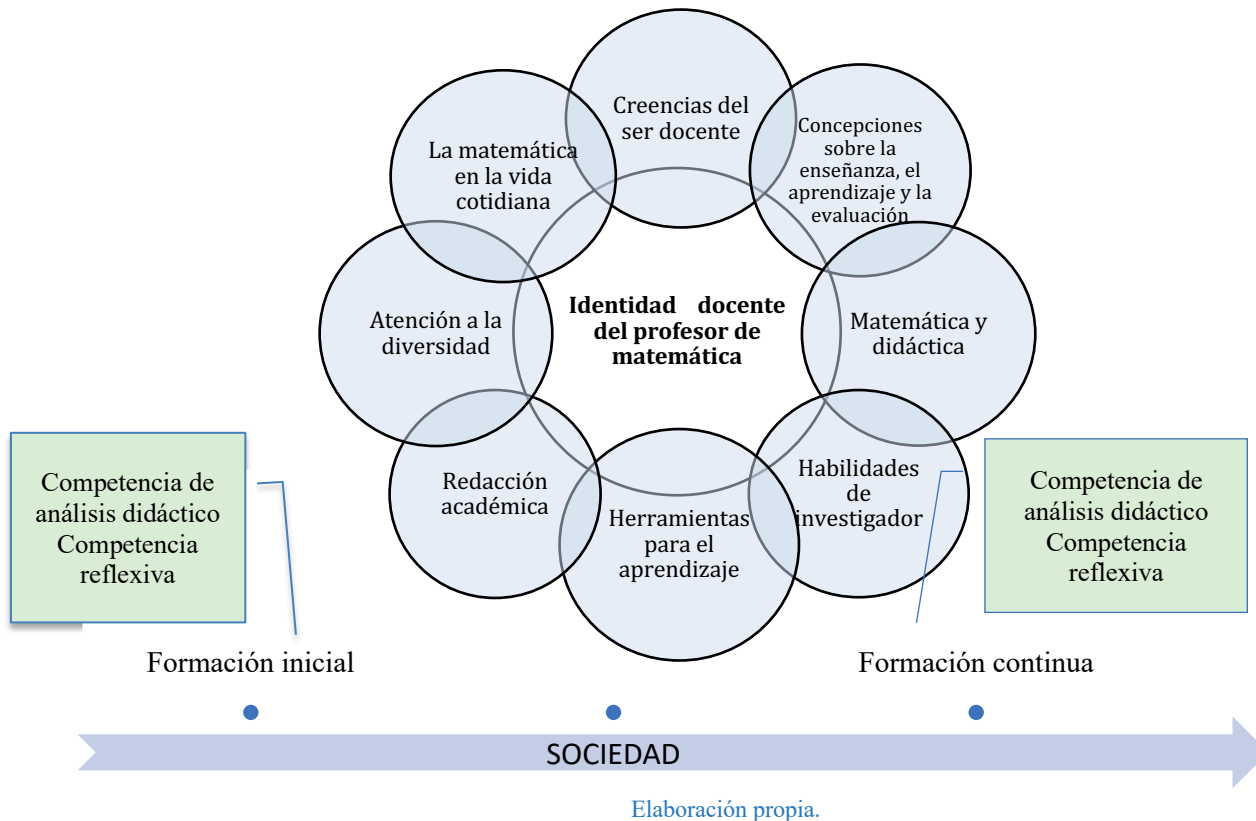 Creencias del
ser docente
Concepciones
sobre la
enseñanza, el
aprendizaje y la
evaluación
La matemática
en la vida
cotidiana
Identidad docente
del profesor de
matemática
Atención a la
diversidad
Matemática y
didáctica
Redacción
académica
Herramientas
para el
aprendizaje
Habilidades
de
investigador
Competencia de
análisis didáctico
Competencia
reflexiva
Competencia de
análisis didáctico
Competencia
reflexiva
Formación inicial
Formación continua
SOCIEDAD
Elaboración propia.